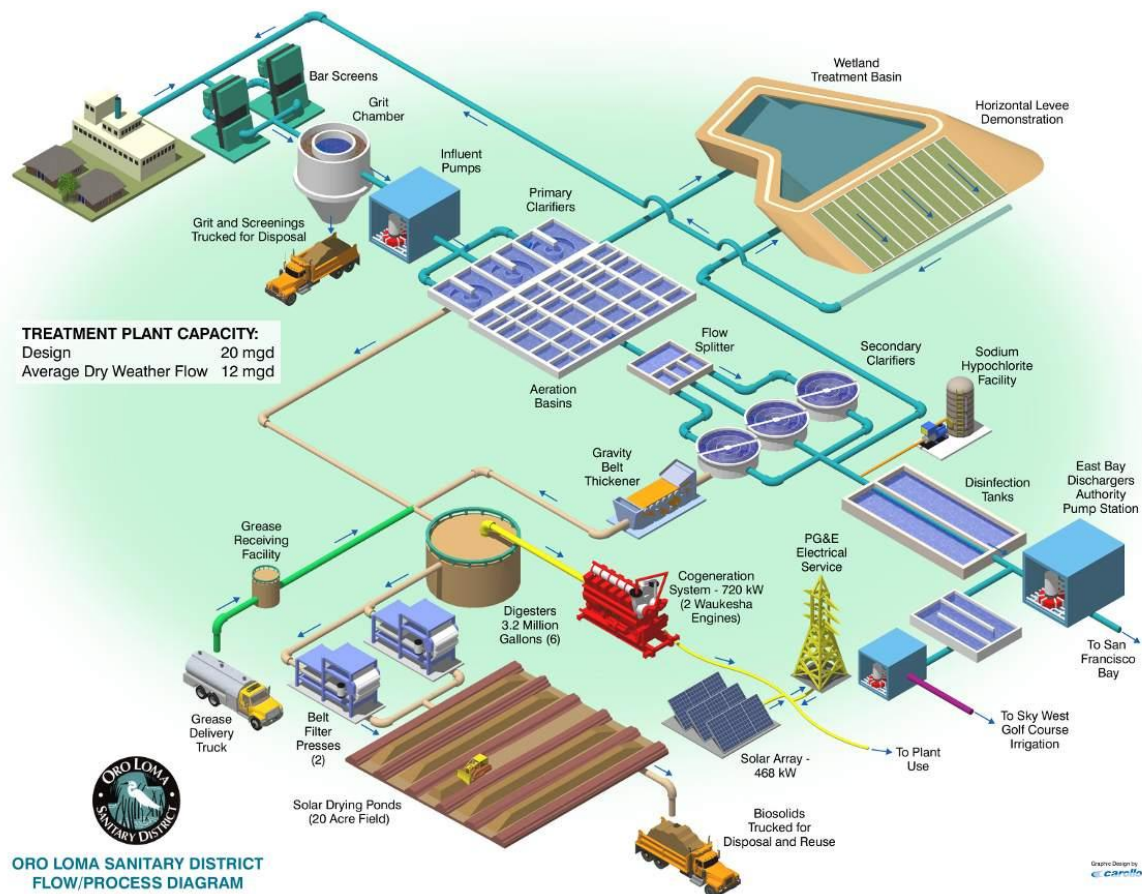 Bar Screens
Grit
Chamber
Influent
Pumps
Grit and Screenings
Trucked for Disposal
Primary
Clarifiers
Wetland
Treatment Basin
Horizontal Levee
Demonstration
TREATMENT PLANT CAPACITY:
Design 20 mgd
Average Dry Weather Flow 12 mgd
Aeration
Basins
Flow
Splitter
Secondary
Clarifiers
Sodium
Hypochlorite
Facility
Gravity
Belt
Thickener
Disinfection
Tanks
East Bay
Dischargers
Authority
Pump Station
Grease
Receiving
Facility
Digesters
3.2 Million
Gallons (6)
Cogeneration
System - 720 kW
(2 Waukesha
Engines)
PG&E
Electrical
Service
To San
Francisco
Bay
Grease
Delivery
Truck
Belt
Filter
Presses
(2)
Solar Array -
468 kW
To Plant
Use
To Sky West
Golf Course
Irrigation
Solar Drying Ponds
(20 Acre Field)
Biosolids
Trucked for
Disposal and Reuse
ORO LOMA
SANITARY DISTRICT
ORO LOMA SANITARY DISTRICT
FLOW/PROCESS DIAGRAM
Graphic Design by
carollo